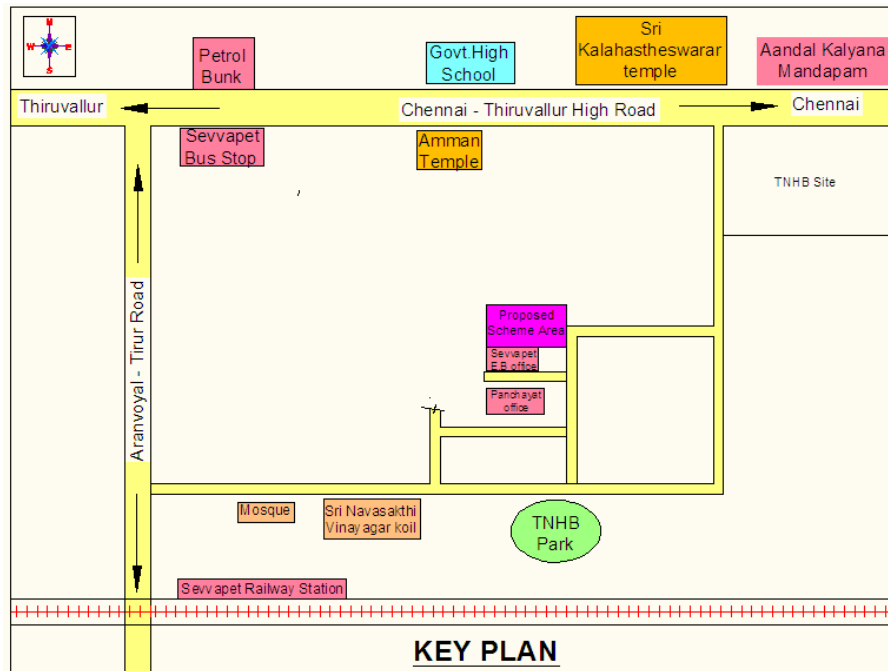 N
W E
S
Petrol
Bunk
Govt.High
School
Sri
Kalahastheswarar
temple
Aandal Kalyana
Mandapam
Thiruvallur
Chennai - Thiruvallur High Road
Chennai
Sevvapet
Bus Stop
Amman
Temple
TNHB Site
Aranvoyal - Tirur Road
Proposed
Scheme Area
Sevvapet
E.B office
Panchayat
office
Mosque
Sri Navasakthi
Vinayagar koil
TNHB
Park
Sevvapet Railway Station
KEY PLAN